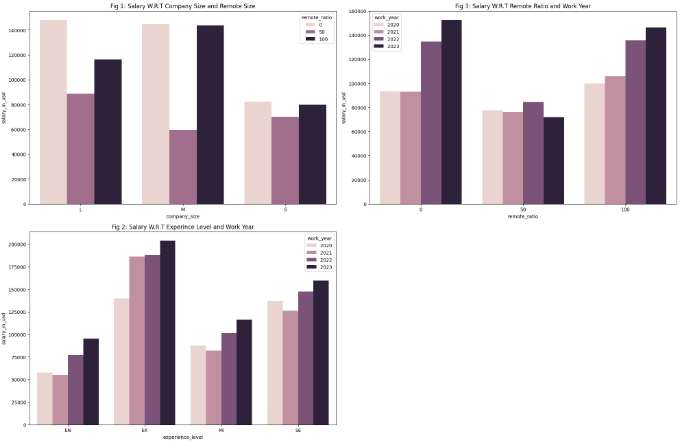 Fig 1: Salary W.R.T Company Size and Remote Size
remote_ratio
0
50
100
140000
120000
100000
80000
60000
40000
20000
0
salary_in_usd
L
M
S
company_size
Fig 3: Salary W.R.T Remote Ratio and Work Year
work_year
2020
2021
2022
2023
160000
140000
120000
100000
80000
60000
40000
20000
0
salary_in_usd
0
50
100
remote_ratio
Fig 2: Salary W.R.T Experince Level and Work Year
work_year
2020
2021
2022
2023
200000
175000
150000
125000
100000
75000
50000
25000
0
salary_in_usd
EN
EX
MI
SE
experience_level